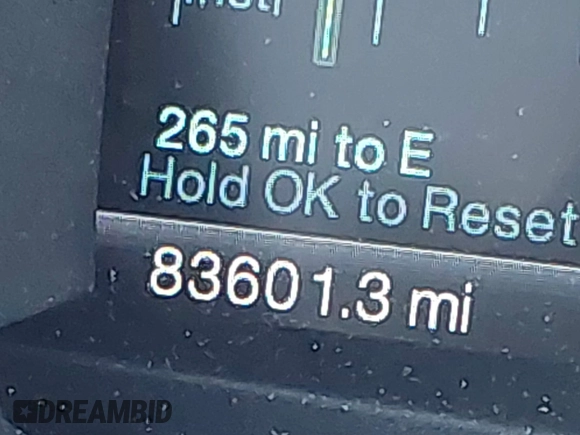 265 mi to E
Hold OK to Reset
83601.3 mi
DREAMBID